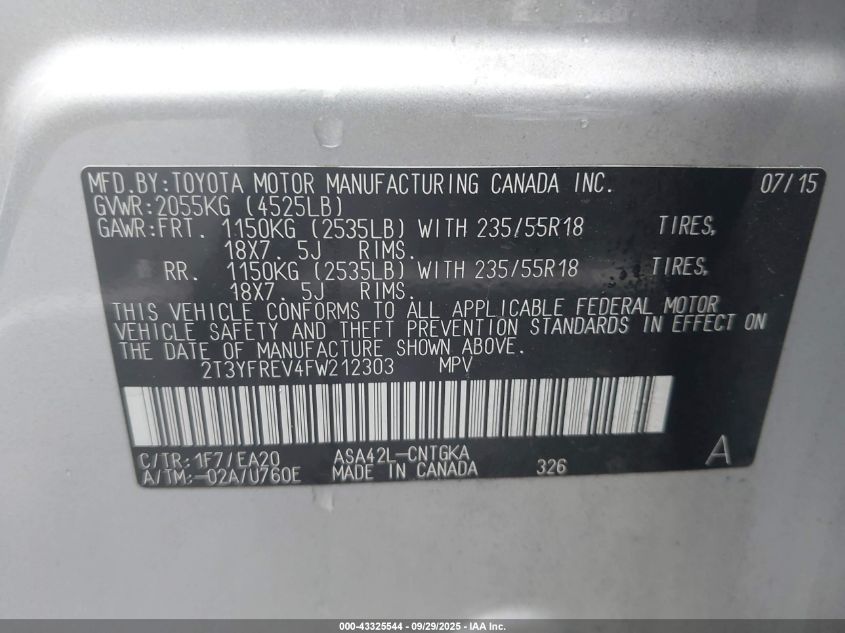 MFD.BY:TOYOTA MOTOR MANUFACTURING CANADA INC. 07/15
GVWR:2055KG (4525LB)
GAWR:FRT. 1150KG (2535LB) WITH 235/55R18 TIRES,
18X7. 5J RIMS.
RR. 1150KG (2535LB) WITH 235/55R18 TIRES,
18X7. 5J RIMS.
THIS VEHICLE CONFORMS TO ALL APPLICABLE FEDERAL MOTOR
VEHICLE SAFETY AND THEFT PREVENTION STANDARDS IN EFFECT ON
THE DATE OF MANUFACTURE SHOWN ABOVE.
2T3YFREV4FW212303 MPV
C/TR:1F7/EA20 ASA42L-CNTGKA
A/TM:-02A/U760E MADE IN CANADA 326 A
000-43325544 - 09/29/2025 - IAA Inc.